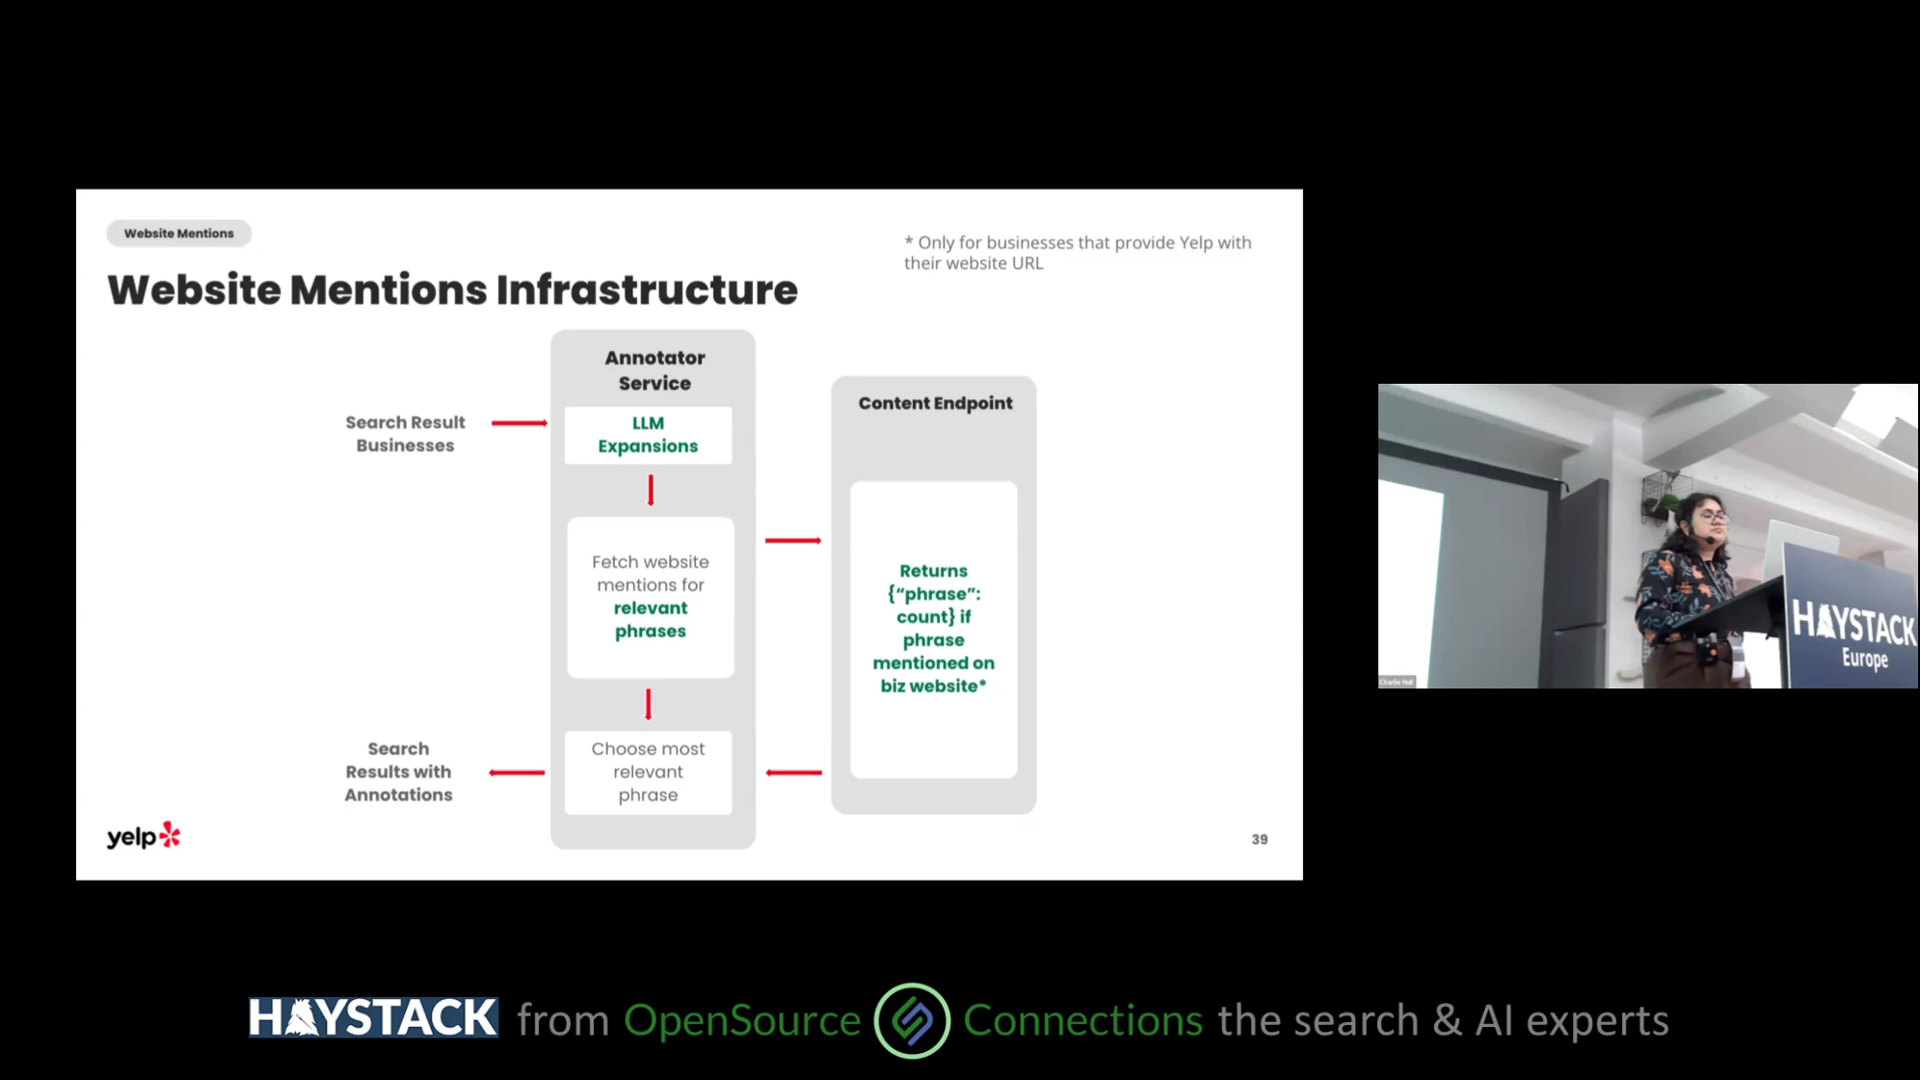 Website Mentions
* Only for businesses that provide Yelp with
their website URL
Website Mentions Infrastructure
Annotator
Service
Content Endpoint
Search Result
Businesses
LLM
Expansions
Fetch website
mentions for
relevant
phrases
Returns
{“phrase”:
count} if
phrase
mentioned on
biz website*
Search
Results with
Annotations
Choose most
relevant
phrase
yelp
39
HAYSTACK
Europe
Charlie Hull
HAYSTACK from OpenSource Connections the search & AI experts